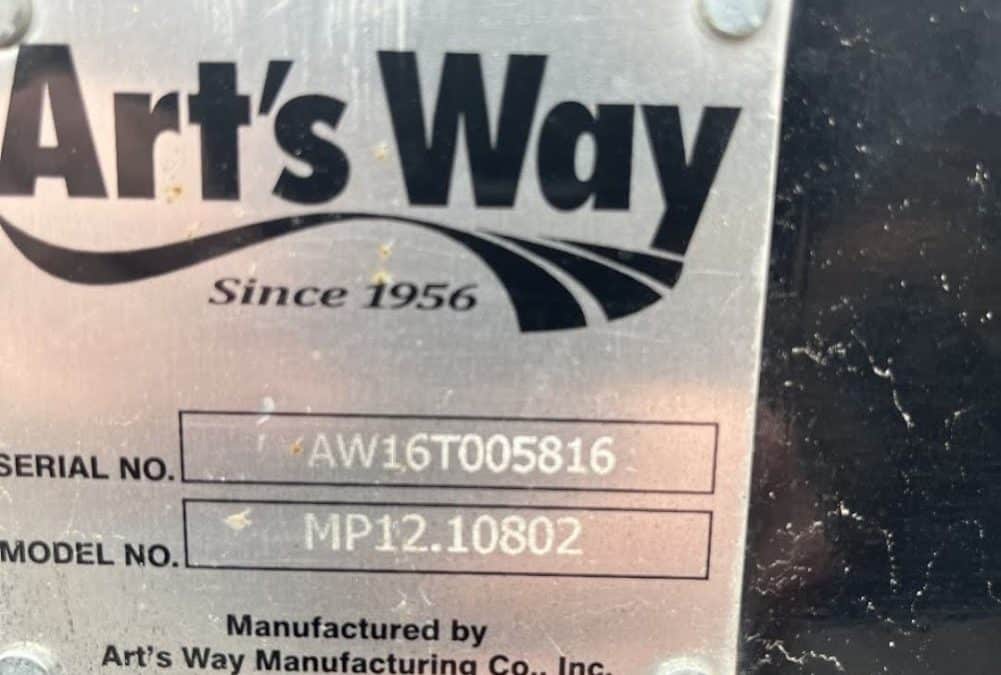 Art's Way
Since 1956
SERIAL NO. AW16T005816
MODEL NO. MP12.10802
Manufactured by
Art's Way Manufacturing Co., Inc.